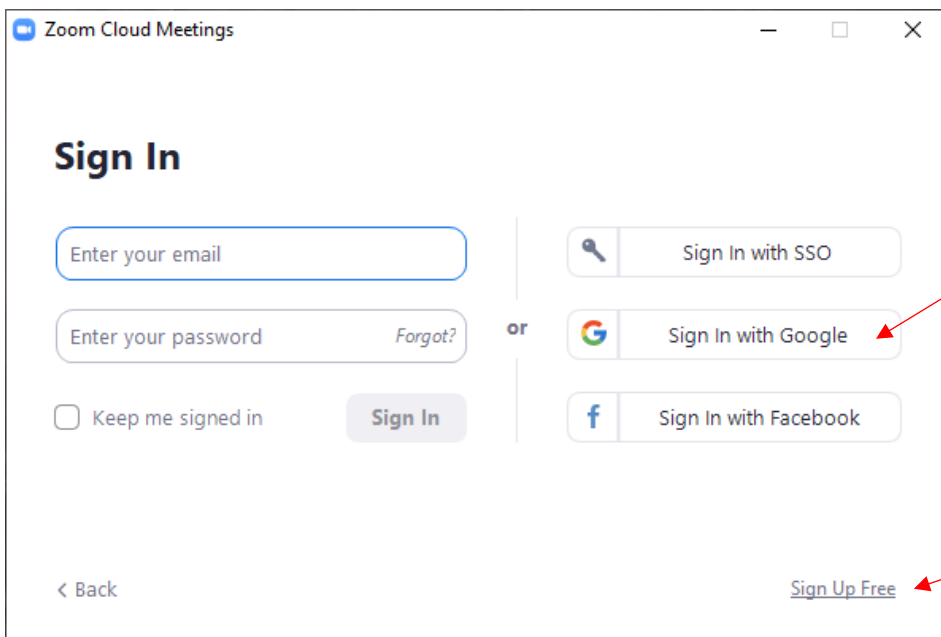 Zoom Cloud Meetings
Sign In
Enter your email
Enter your password Forgot?
Keep me signed in Sign In
or
Sign In with SSO
Sign In with Google
Sign In with Facebook
< Back
Sign Up Free